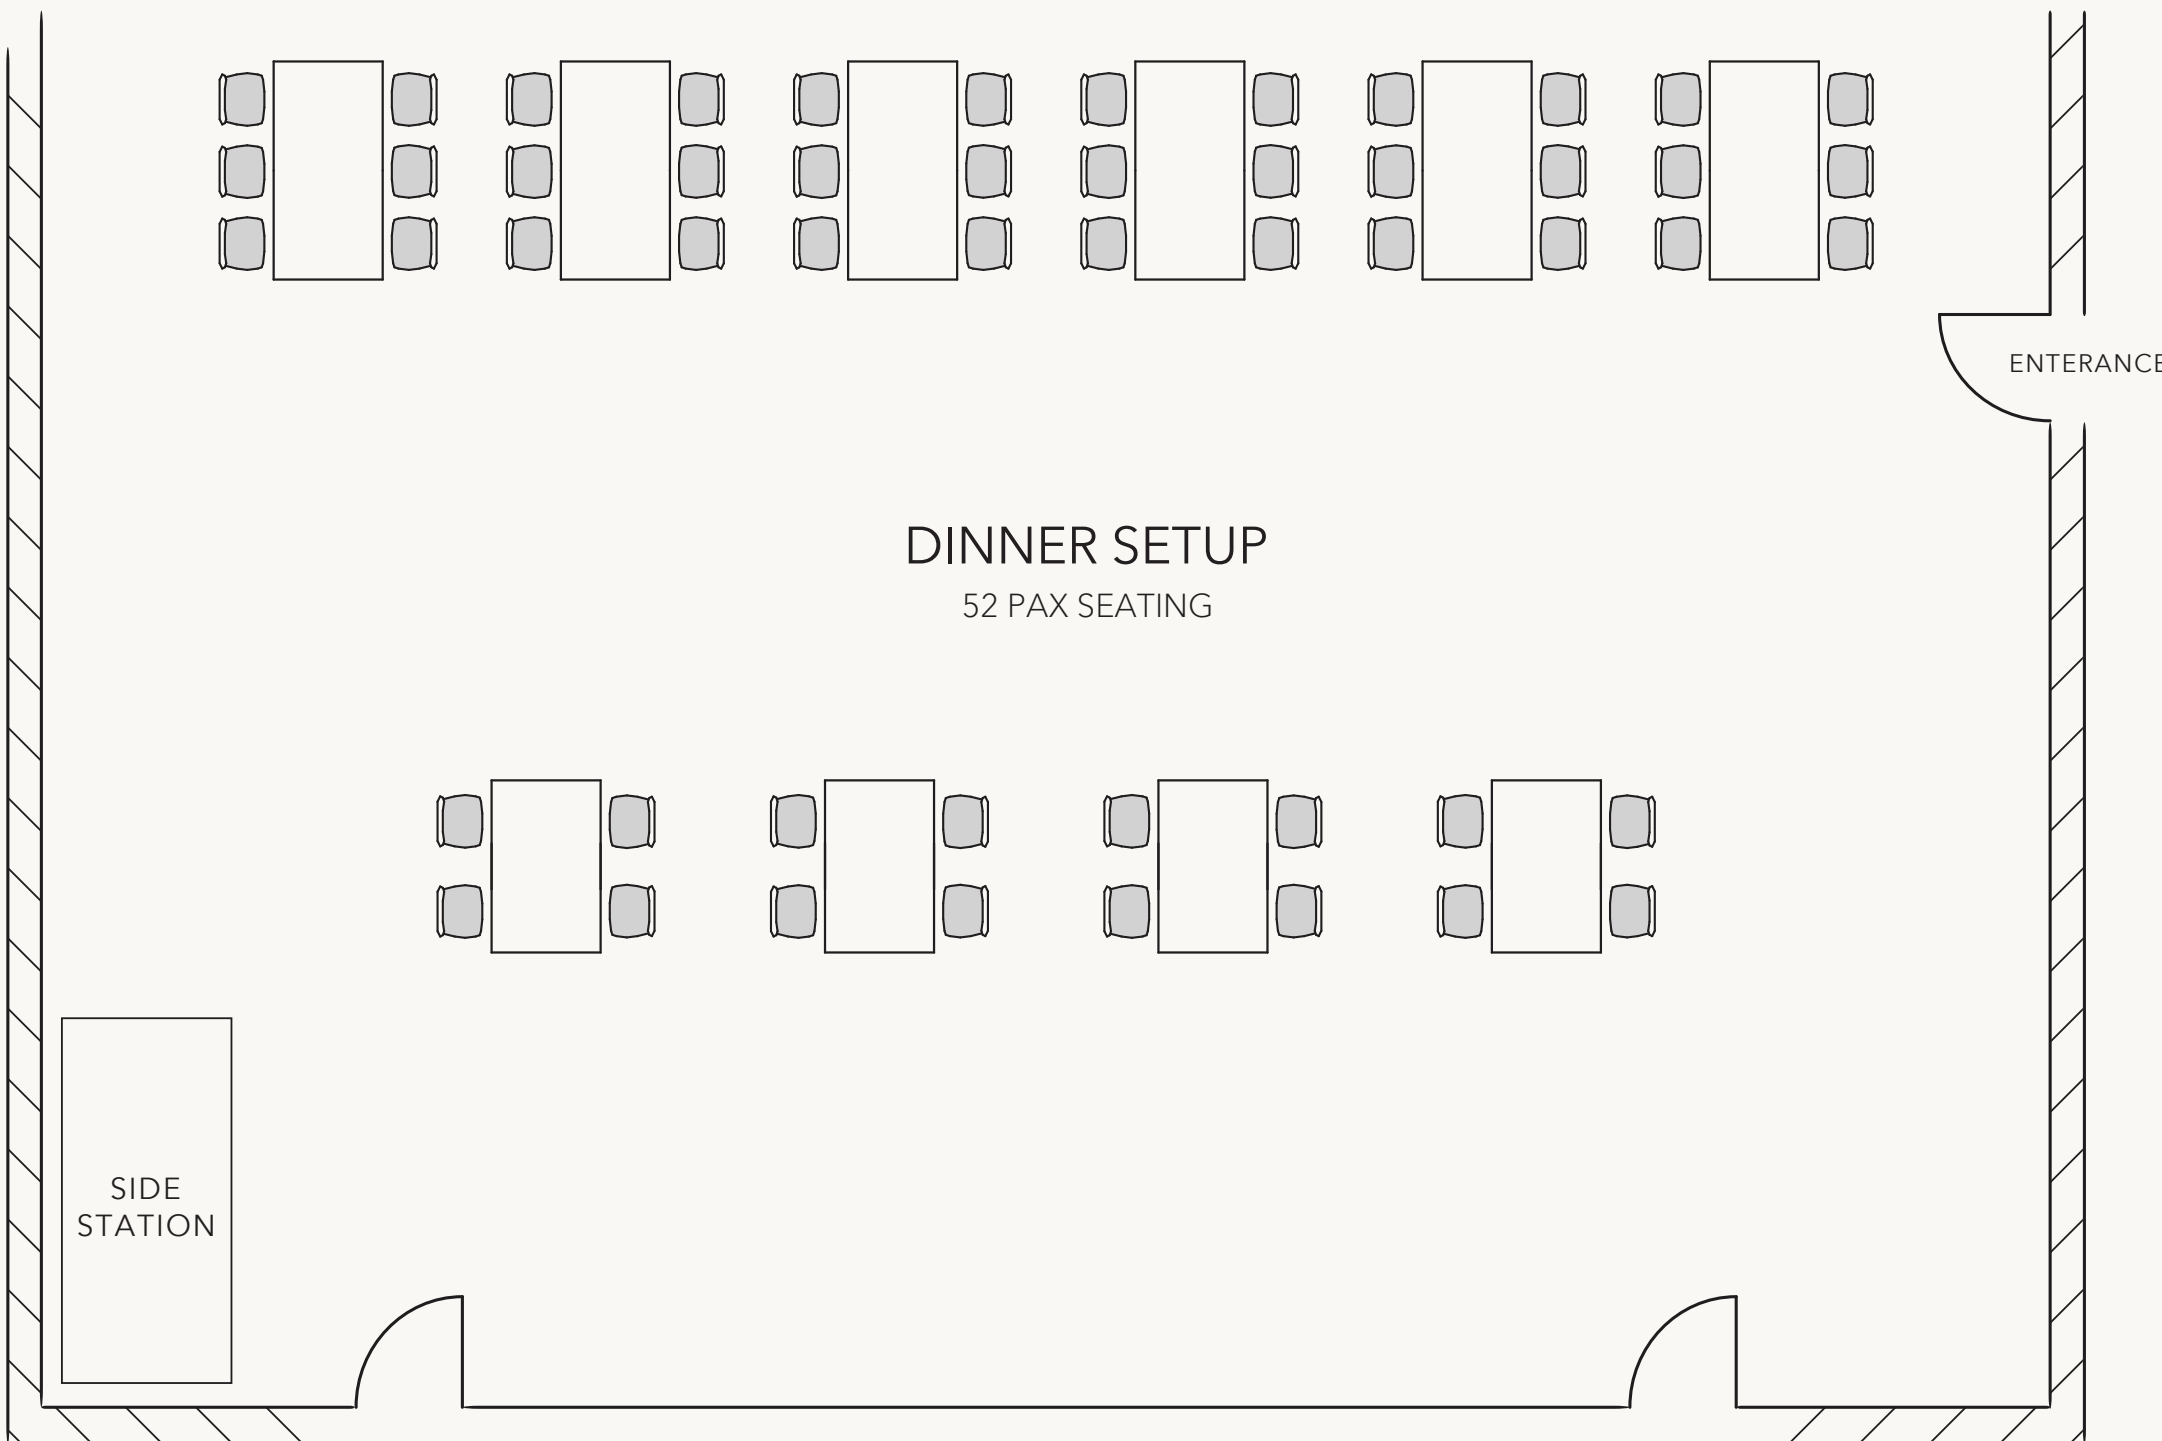 ENTERANCE
DINNER SETUP
52 PAX SEATING
SIDE
STATION